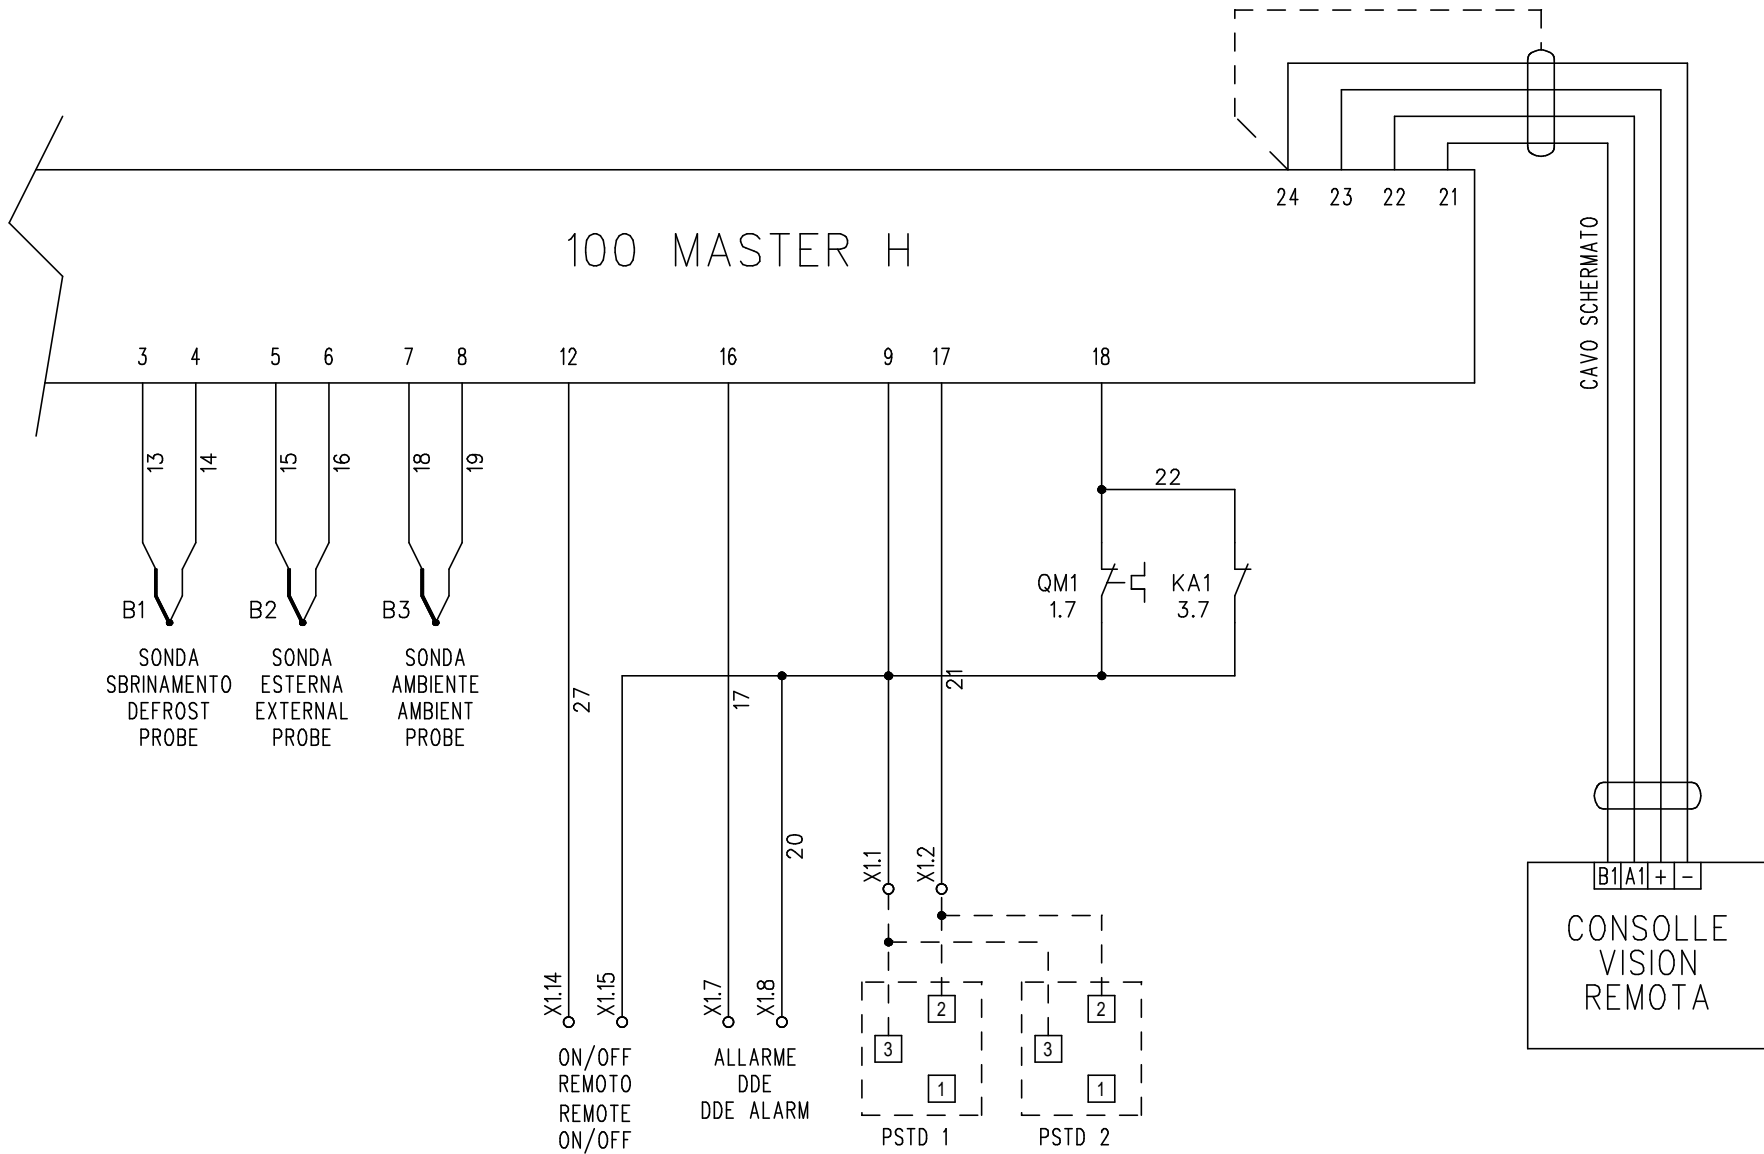 24 23 22 21
CAVO SCHERMATO
100 MASTER H
3 4 5 6 7 8 12 16 9 17 18
13 14 15 16 18 19
22
QM1
1.7
KA1
3.7
B1 B2 B3
SONDA
SBRINAMENTO
DEFROST
PROBE
SONDA
ESTERNA
EXTERNAL
PROBE
SONDA
AMBIENTE
AMBIENT
PROBE
27 17 21
20
X1.1 X1.2
X1.14 X1.15 X1.7 X1.8
ON/OFF
REMOTO
REMOTE
ON/OFF
ALLARME
DDE
DDE ALARM
2
3
1
PSTD 1
2
3
1
PSTD 2
B1 A1 + -
CONSOLLE
VISION
REMOTA